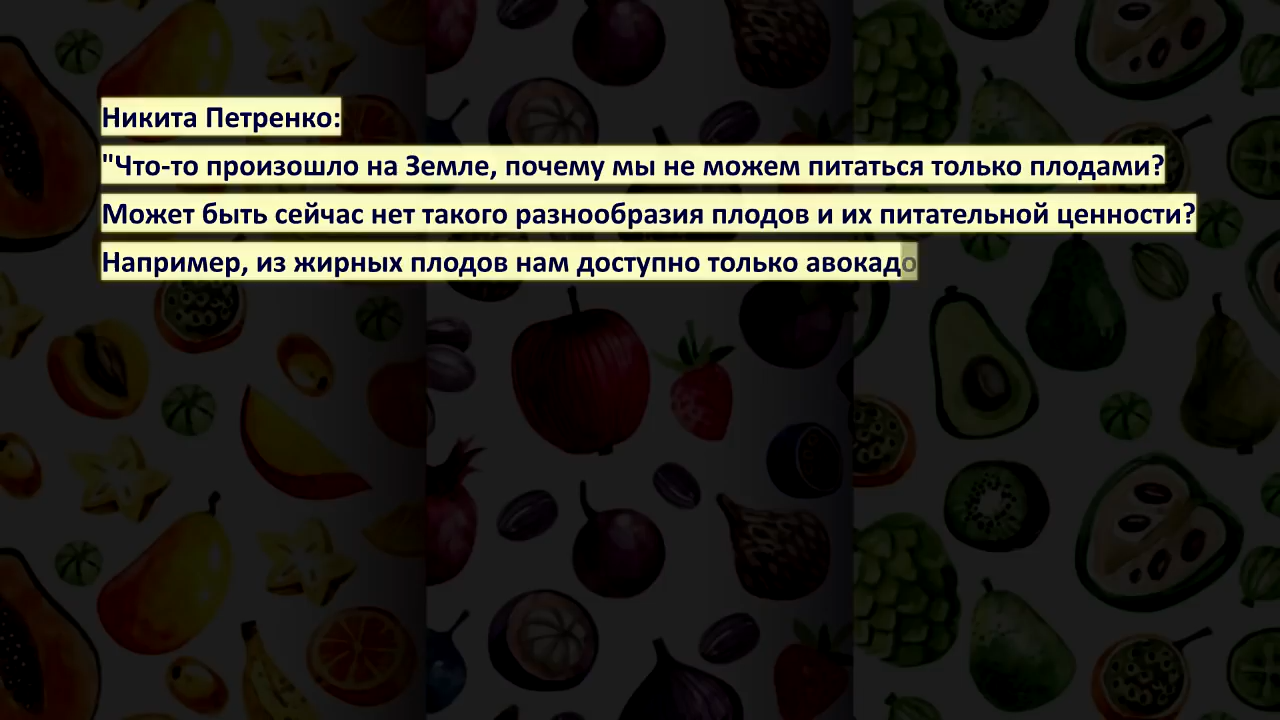 Никита Петренко:
"Что-то произошло на Земле, почему мы не можем питаться только плодами?
Может быть сейчас нет такого разнообразия плодов и их питательной ценности?
Например, из жирных плодов нам доступно только авокадо